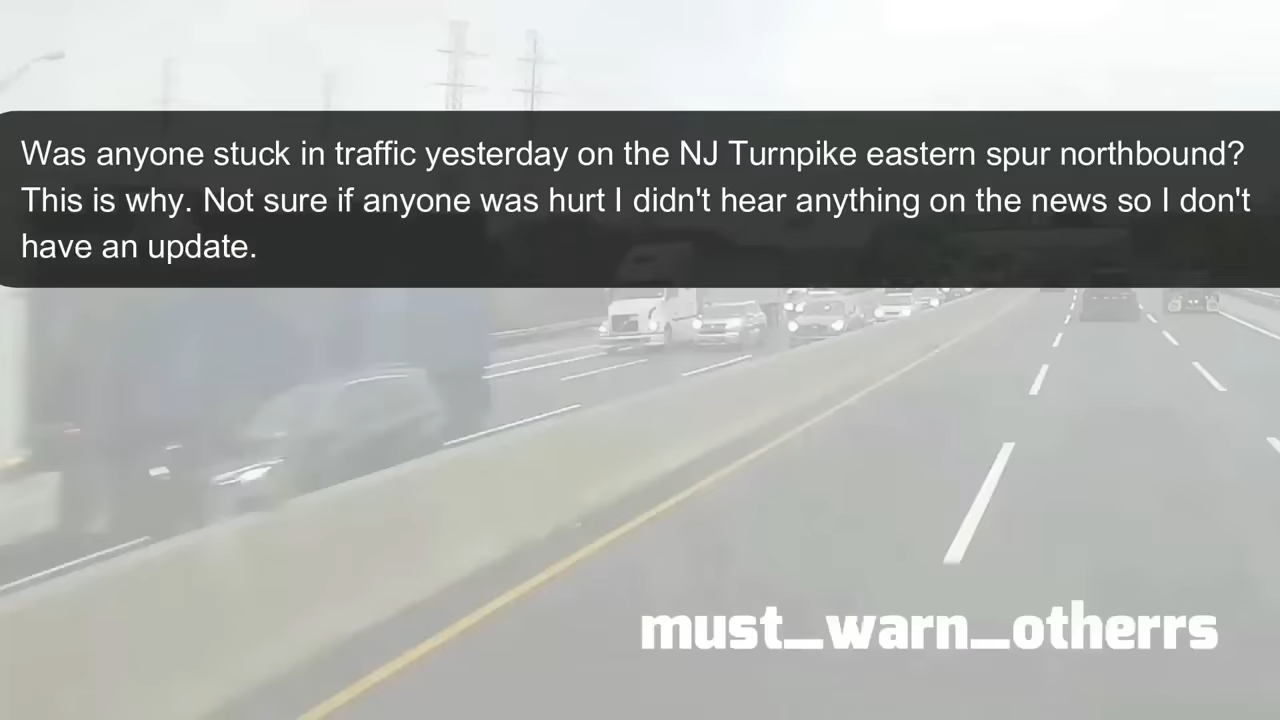 Was anyone stuck in traffic yesterday on the NJ Turnpike eastern spur northbound?
This is why. Not sure if anyone was hurt I didn't hear anything on the news so I don't
have an update.
must_warn_otherrs